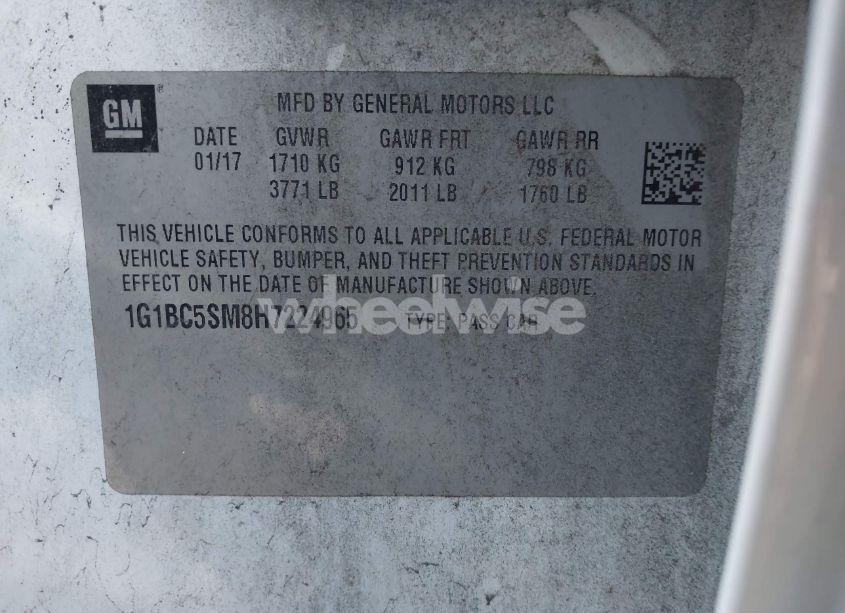 GM
MFD BY GENERAL MOTORS LLC
DATE GVWR GAWR FRT GAWR RR
01/17 1710 KG 912 KG 798 KG
3771 LB 2011 LB 1760 LB
THIS VEHICLE CONFORMS TO ALL APPLICABLE U.S. FEDERAL MOTOR
VEHICLE SAFETY, BUMPER, AND THEFT PREVENTION STANDARDS IN
EFFECT ON THE DATE OF MANUFACTURE SHOWN ABOVE.
1G1BC5SM8H7224965 TYPE: PASS CAR
wheelwise